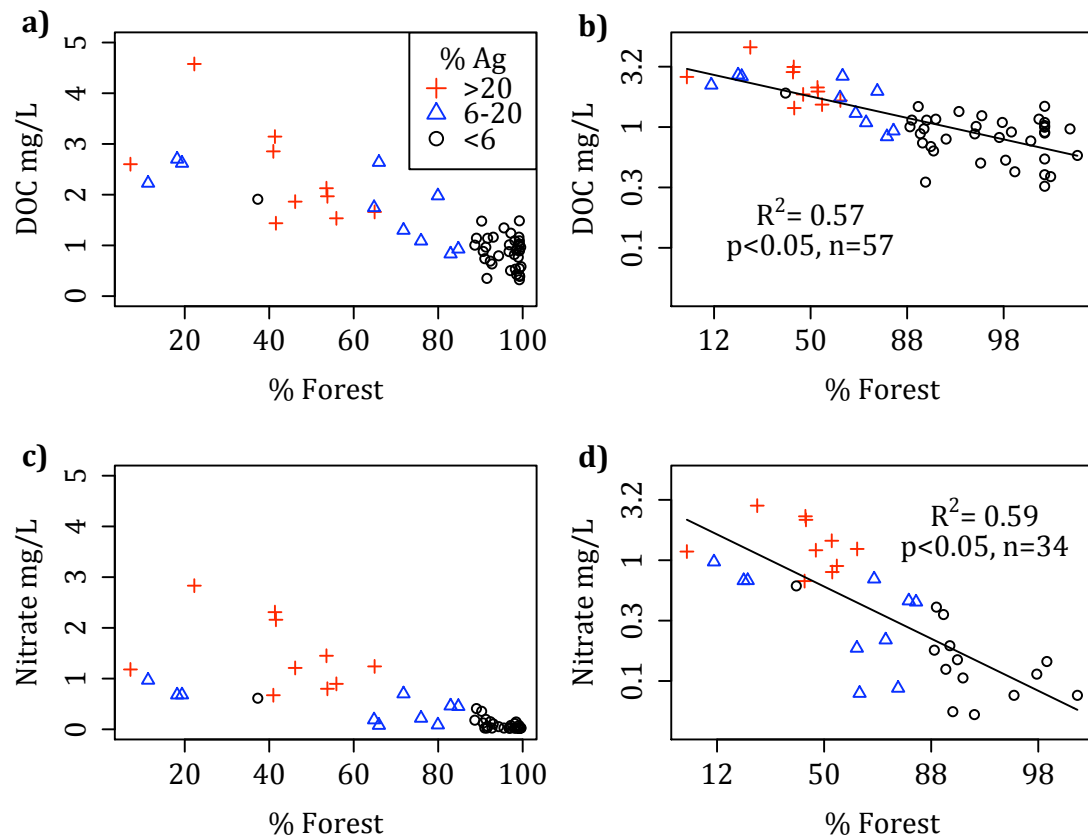 a)
DOC mg/L
5
4
3
2
1
0
20 40 60 80 100
% Forest
% Ag
>20
6-20
<6
b)
DOC mg/L
3.2
1
0.3
0.1
R²= 0.57
p<0.05, n=57
12 50 88 98
% Forest
c)
Nitrate mg/L
5
4
3
2
1
0
20 40 60 80 100
% Forest
d)
Nitrate mg/L
3.2
1
0.3
0.1
R²= 0.59
p<0.05, n=34
12 50 88 98
% Forest